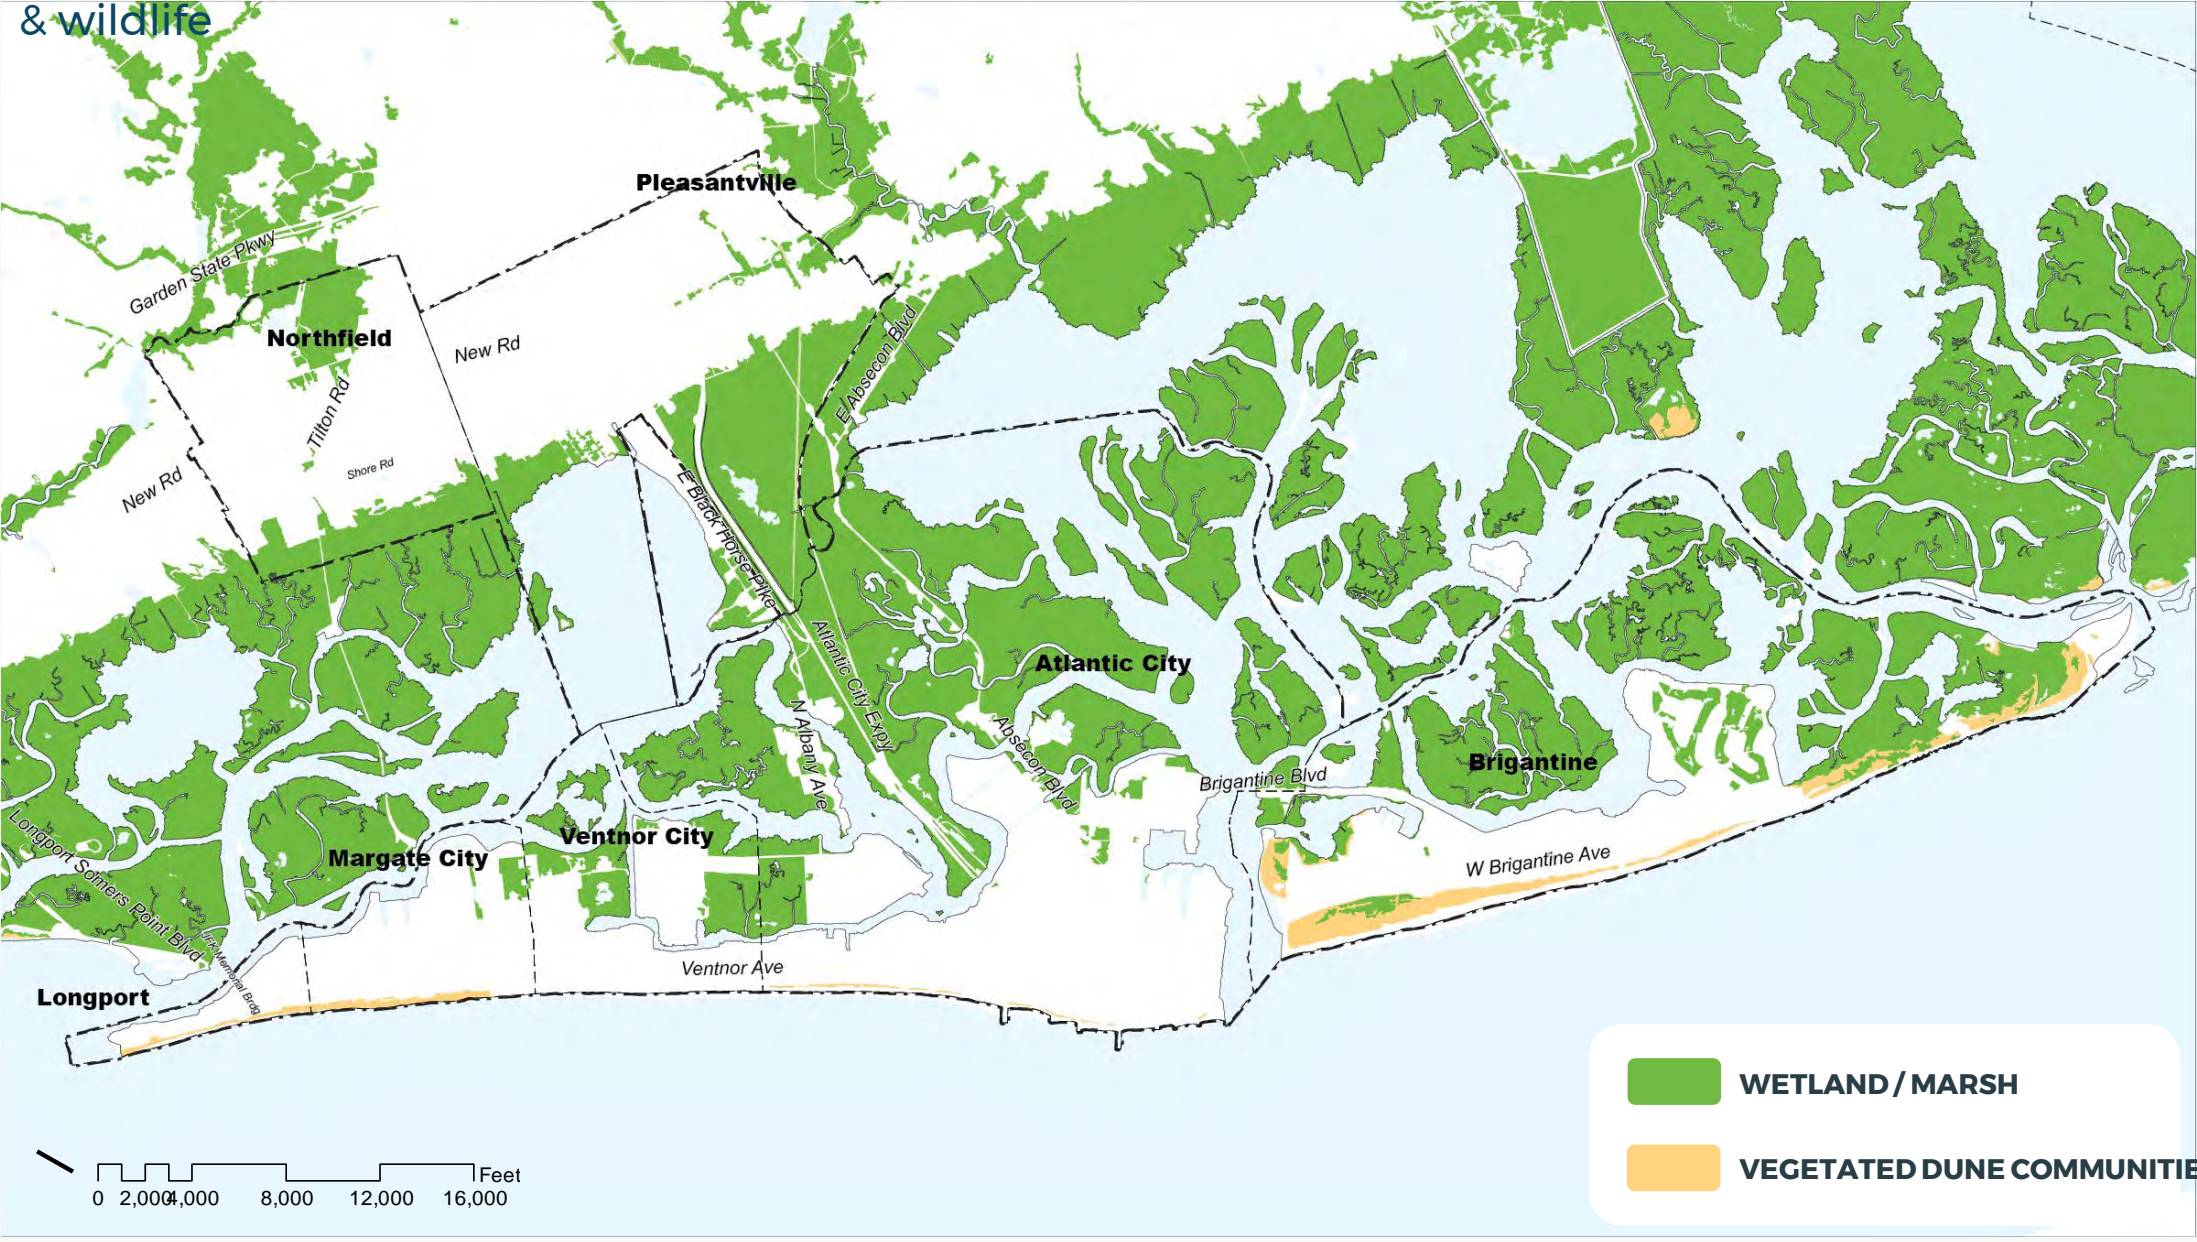 & wildlife
Pleasantville
Garden State Pkwy
Northfield
New Rd
E Absecon Blvd
Tilton Rd
Shore Rd
New Rd
E Black Horse Pike
Atlantic City Expy
Atlantic City
N Albany Ave
Absecon Blvd
Brigantine
Brigantine Blvd
Longport Somers Point Blvd
Margate City
Ventnor City
W Brigantine Ave
JFK Memorial Brdg
Ventnor Ave
Longport
WETLAND / MARSH
VEGETATED DUNE COMMUNITIE
Feet
0 2,000 4,000 8,000 12,000 16,000